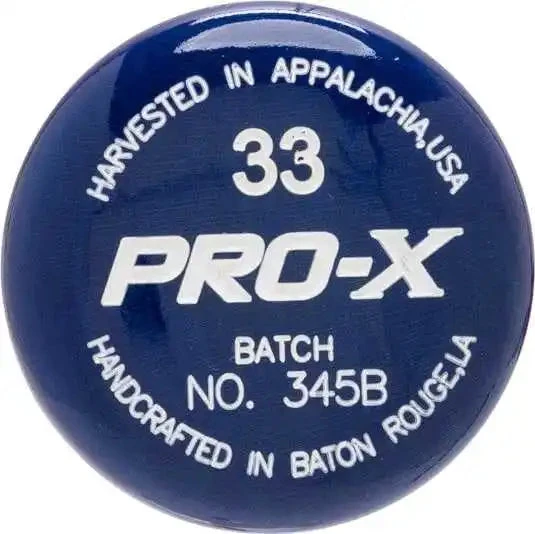 HARVESTED IN APPALACHIA, USA
33
PRO-X
BATCH
NO. 345B
HANDCRAFTED IN BATON ROUGE, LA